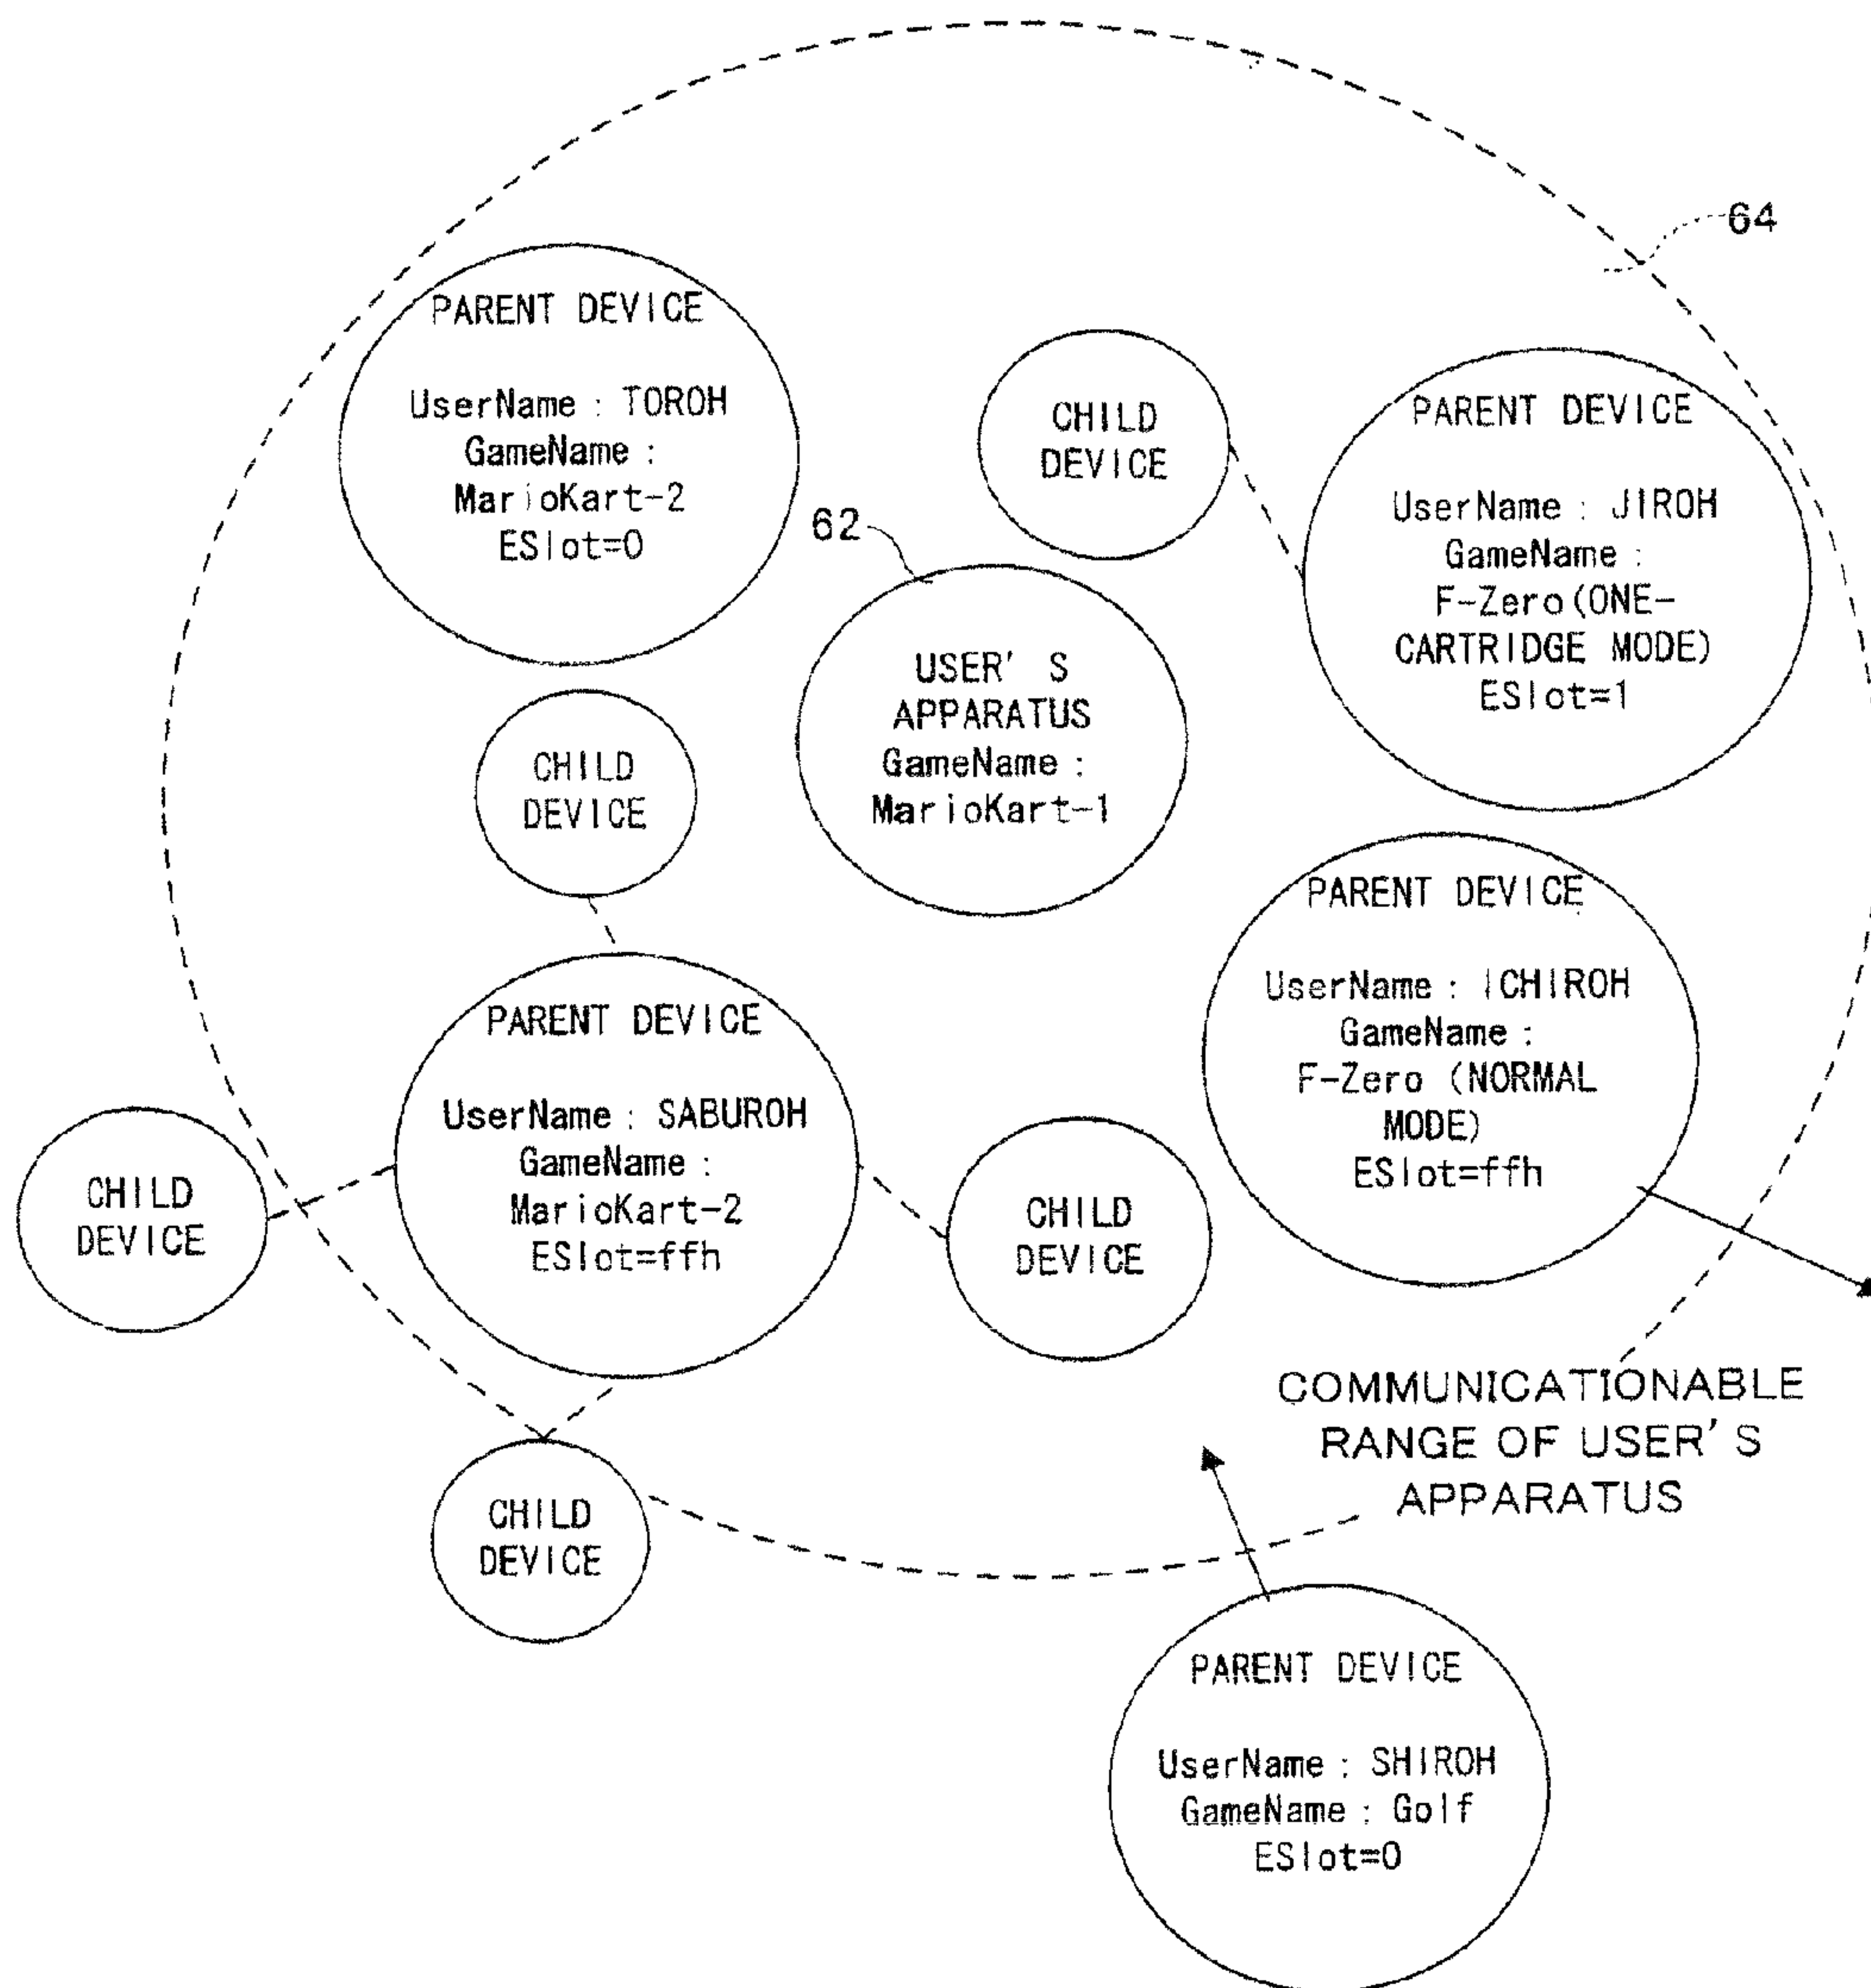 64
PARENT DEVICE
UserName : TOROH
GameName :
MarioKart-2
ESlot=0
CHILD
DEVICE
PARENT DEVICE
UserName : JIROH
GameName :
F-Zero(ONE-
CARTRIDGE MODE)
ESlot=1
62
USER' S
APPARATUS
GameName :
MarioKart-1
CHILD
DEVICE
PARENT DEVICE
UserName : ICHIROH
GameName :
F-Zero (NORMAL
MODE)
ESlot=ffh
PARENT DEVICE
UserName : SABUROH
GameName :
MarioKart-2
ESlot=ffh
CHILD
DEVICE
CHILD
DEVICE
COMMUNICATIONABLE
RANGE OF USER' S
APPARATUS
CHILD
DEVICE
PARENT DEVICE
UserName : SHIROH
GameName : Golf
ESlot=0